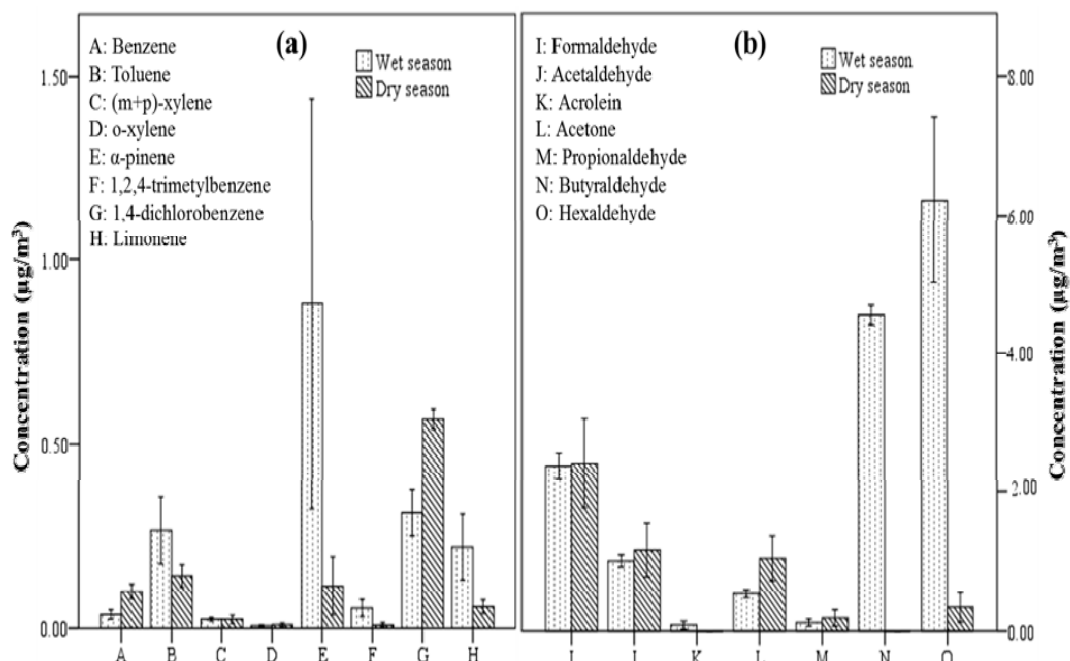 (a)
A: Benzene
B: Toluene
C: (m+p)-xylene
D: o-xylene
E: α-pinene
F: 1,2,4-trimetylbenzene
G: 1,4-dichlorobenzene
H: Limonene
Wet season
Dry season
Concentration (µg/m³)
1.50
1.00
0.50
0.00
A B C D E F G H
(b)
I: Formaldehyde
J: Acetaldehyde
K: Acrolein
L: Acetone
M: Propionaldehyde
N: Butyraldehyde
O: Hexaldehyde
Wet season
Dry season
8.00
6.00
4.00
2.00
0.00
Concentration (µg/m³)
I J K L M N O